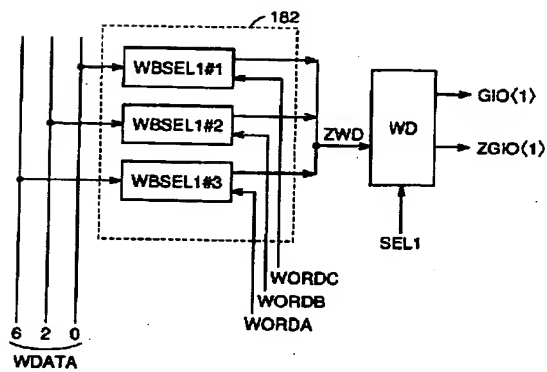 182
WBSEL1#1
WBSEL1#2
WBSEL1#3
ZWD
WD
GIO(1)
ZGIO(1)
SEL1
WORDC
WORDB
WORDA
6 2 0
WDATA